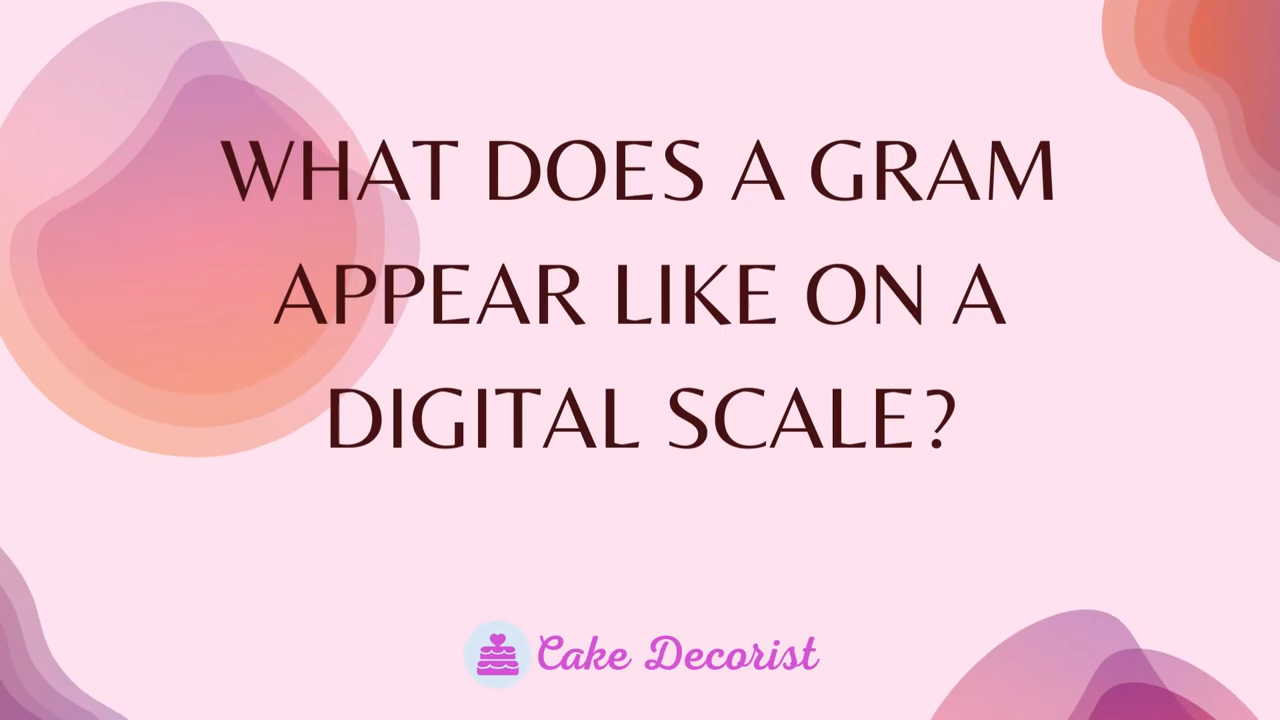 WHAT DOES A GRAM
APPEAR LIKE ON A
DIGITAL SCALE?
Cake Decorist